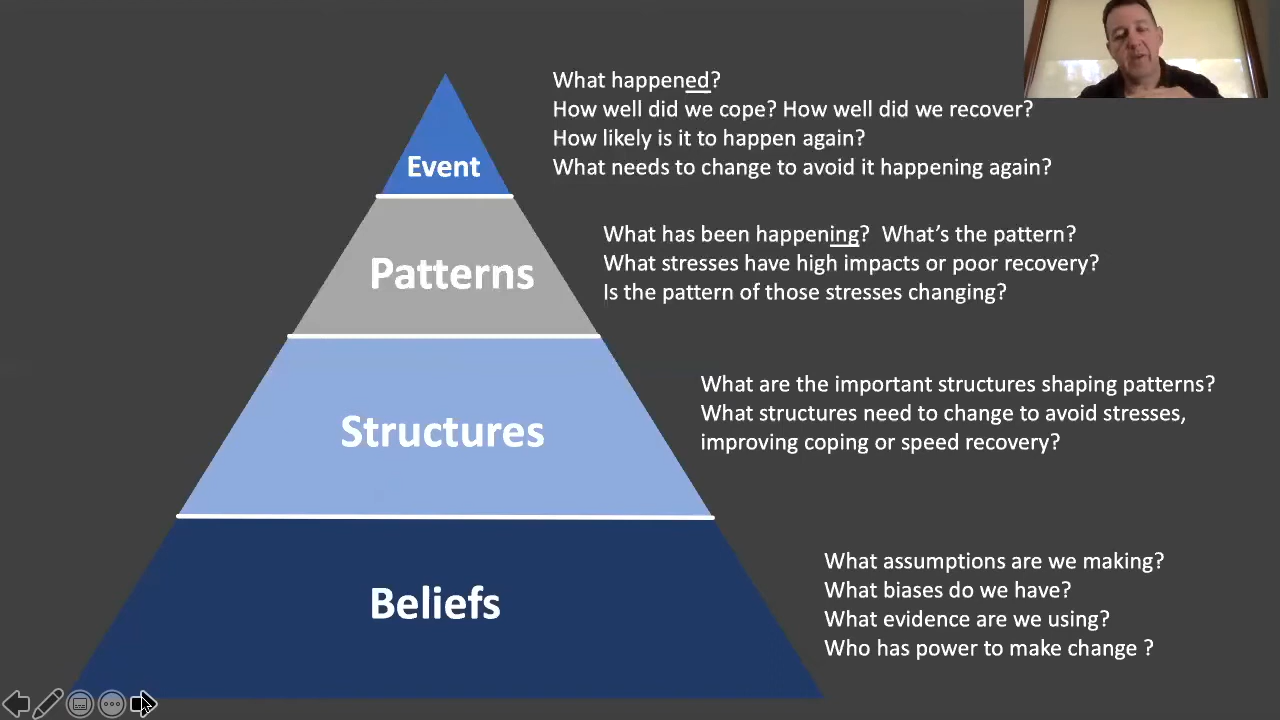 What happened?
How well did we cope? How well did we recover?
How likely is it to happen again?
What needs to change to avoid it happening again?
Event
What has been happening?  What's the pattern?
What stresses have high impacts or poor recovery?
Is the pattern of those stresses changing?
Patterns
What are the important structures shaping patterns?
What structures need to change to avoid stresses,
improving coping or speed recovery?
Structures
What assumptions are we making?
What biases do we have?
What evidence are we using?
Who has power to make change ?
Beliefs